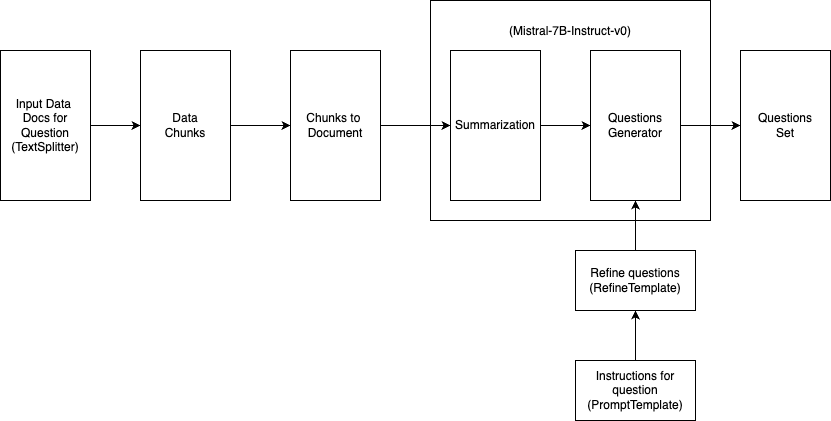 (Mistral-7B-Instruct-v0)
Input Data
Docs for
Question
(TextSplitter)
Data
Chunks
Chunks to
Document
Summarization
Questions
Generator
Questions
Set
Refine questions
(RefineTemplate)
Instructions for
question
(PromptTemplate)